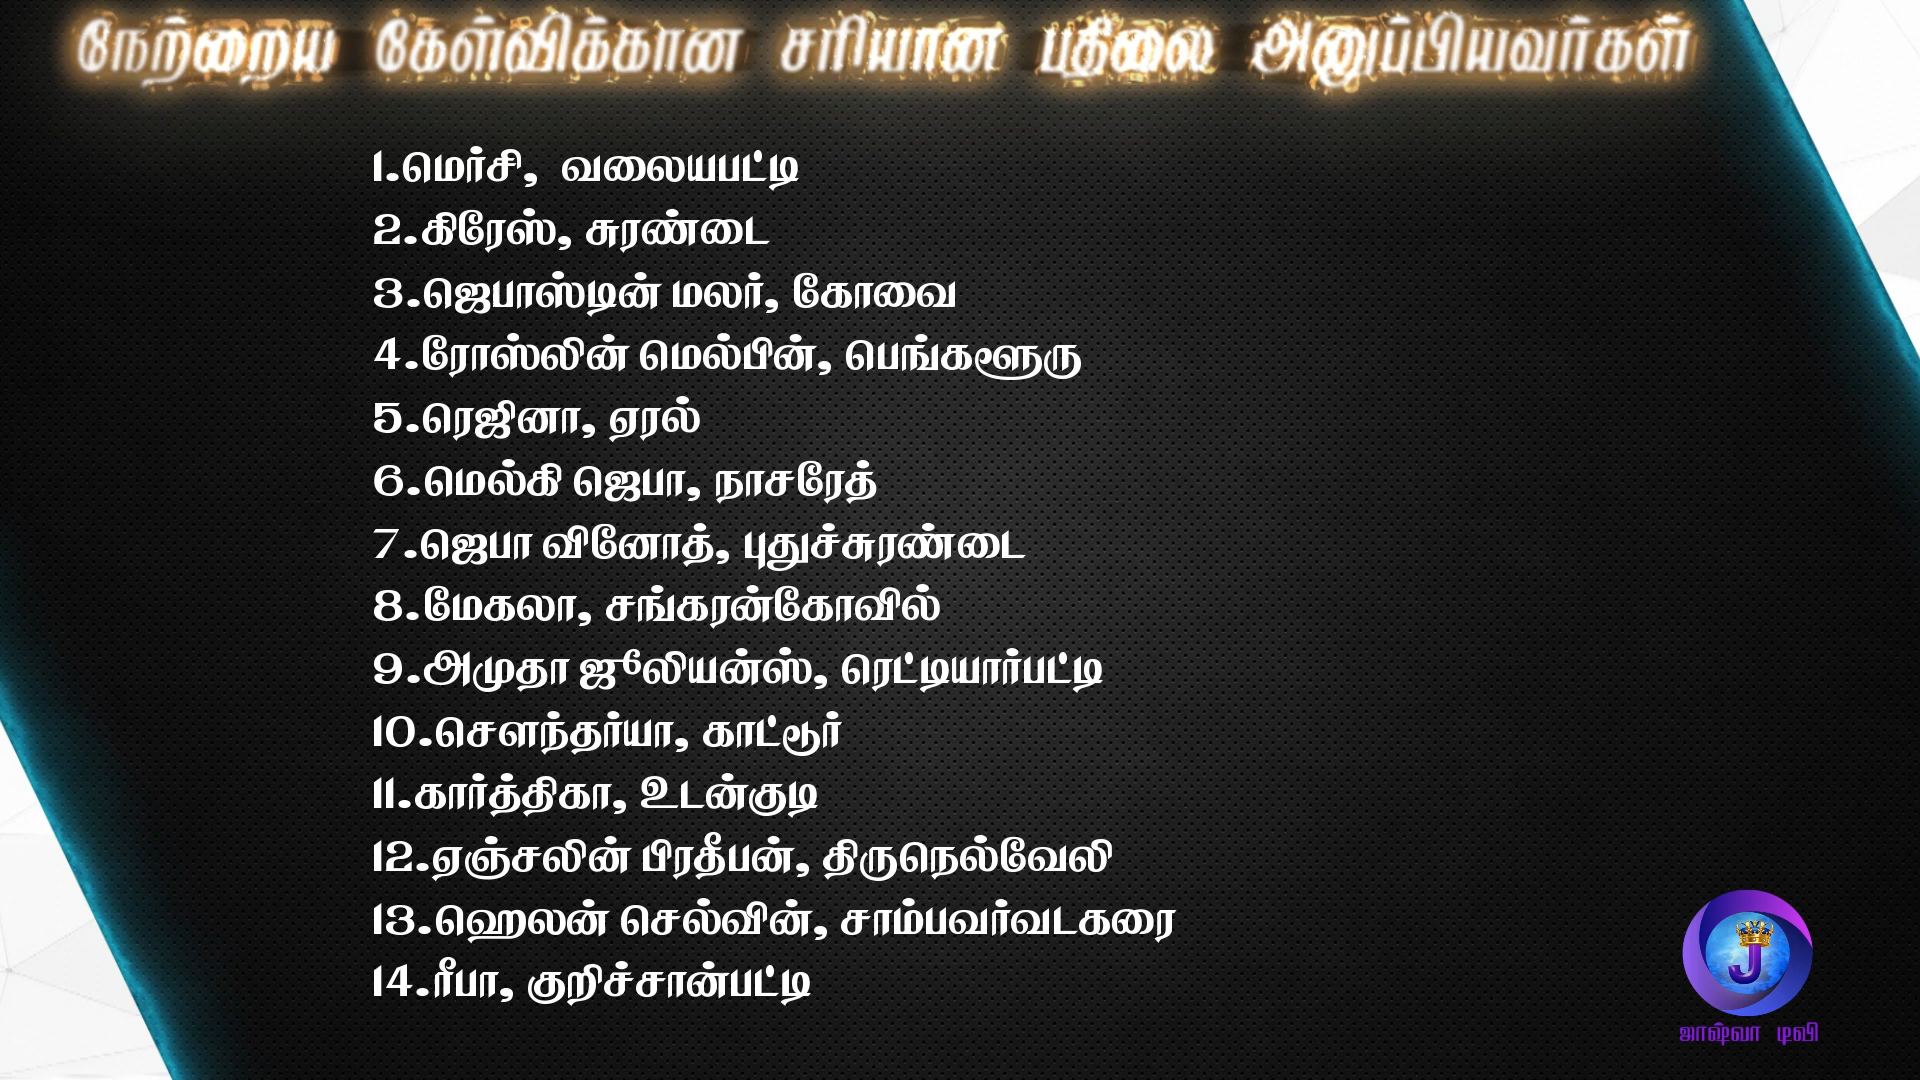 நேற்றைய கேள்விக்கான சரியான பதிலை அனுப்பியவர்கள்
1.மெர்சி, வலையபட்டி
2.கிரேஸ், சுரண்டை
3.ஜெபாஸ்டின் மலர், கோவை
4.ரோஸ்லின் மெல்பின், பெங்களூரு
5.ரெஜினா, ஏரல்
6.மெல்கி ஜெபா, நாசரேத்
7.ஜெபா வினோத், புதுச்சுரண்டை
8.மேகலா, சங்கரன்கோவில்
9.அமுதா ஜூலியன்ஸ், ரெட்டியார்பட்டி
10.சௌந்தர்யா, காட்டூர்
11.கார்த்திகா, உடன்குடி
12.ஏஞ்சலின் பிரதீபன், திருநெல்வேலி
13.ஹெலன் செல்வின், சாம்பவர்வடகரை
14.ரீபா, குறிச்சான்பட்டி
J
ஜாஷ்வா டிவி